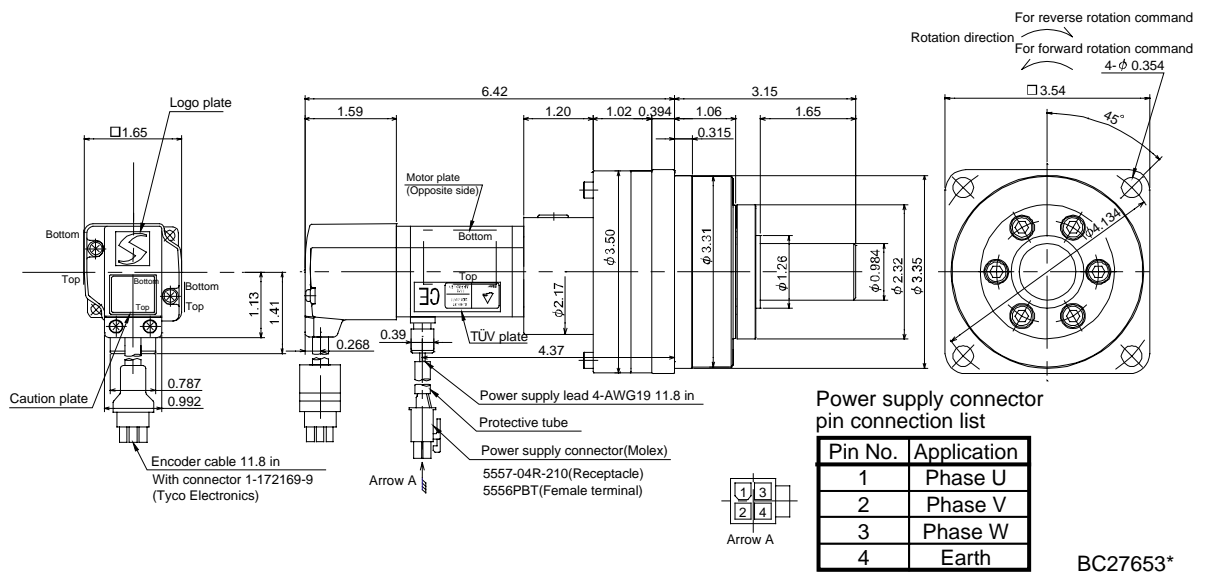 For reverse rotation command
Rotation direction
For forward rotation command
4-ϕ 0.354
Logo plate
6.42
3.15
□3.54
1.59
1.20
1.02
0.394
1.06
1.65
45°
□1.65
0.315
Motor plate
(Opposite side)
Bottom
Bottom
Top
Bottom
Top
Bottom
Top
Top
CE
ϕ3.50
ϕ3.31
ϕ4.134
ϕ1.26
ϕ0.984
ϕ2.32
ϕ3.35
ϕ2.17
1.13
1.41
TÜV plate
0.39
0.268
4.37
0.787
0.992
Caution plate
Power supply lead 4-AWG19 11.8 in
Protective tube
Power supply connector(Molex)
5557-04R-210(Receptacle)
5556PBT(Female terminal)
Arrow A
Encoder cable 11.8 in
With connector 1-172169-9
(Tyco Electronics)
1 3
2 4
Arrow A
Power supply connector
pin connection list
Pin No. Application
1 Phase U
2 Phase V
3 Phase W
4 Earth
BC27653*